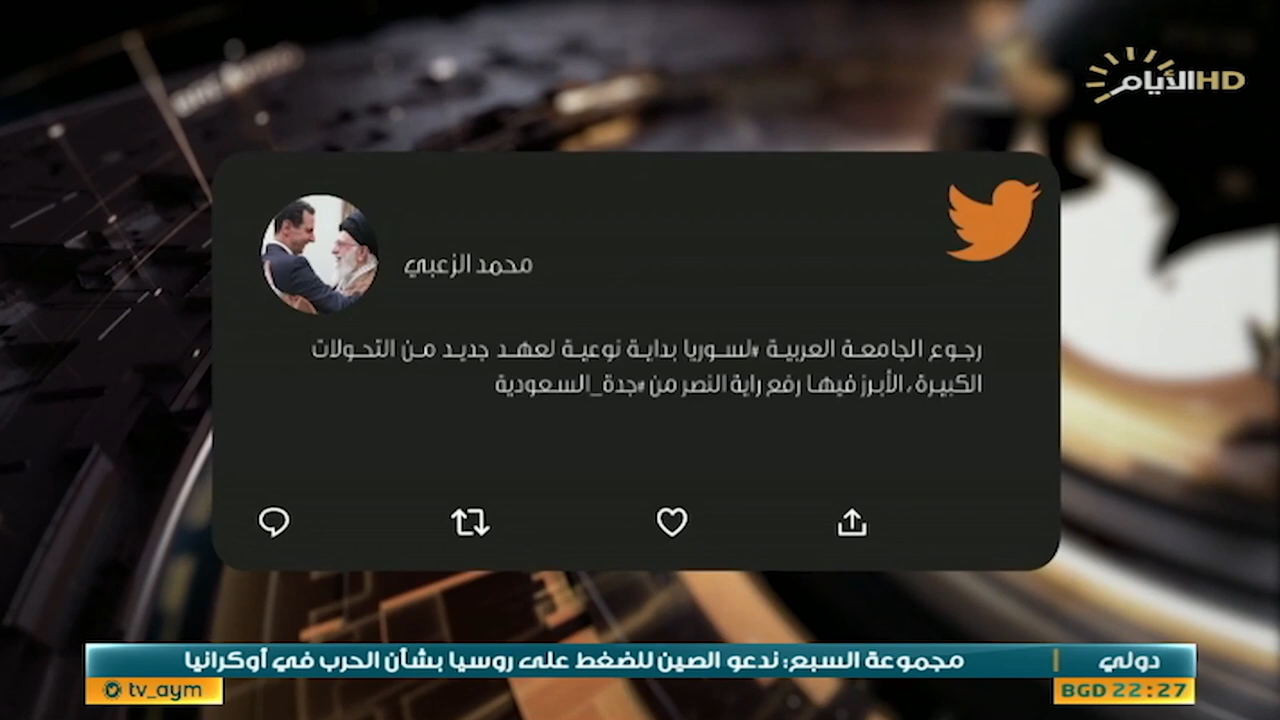 الأيام HD
محمد الزعبي
رجوع الجامعة العربية #لسوريا بداية نوعية لعهد جديد من التحولات
الكبيرة، الأبرز فيها رفع راية النصر من #جدة_السعودية
دولي | مجموعة السبع: ندعو الصين للضغط على روسيا بشأن الحرب في أوكرانيا
tv_aym
BGD 22:27